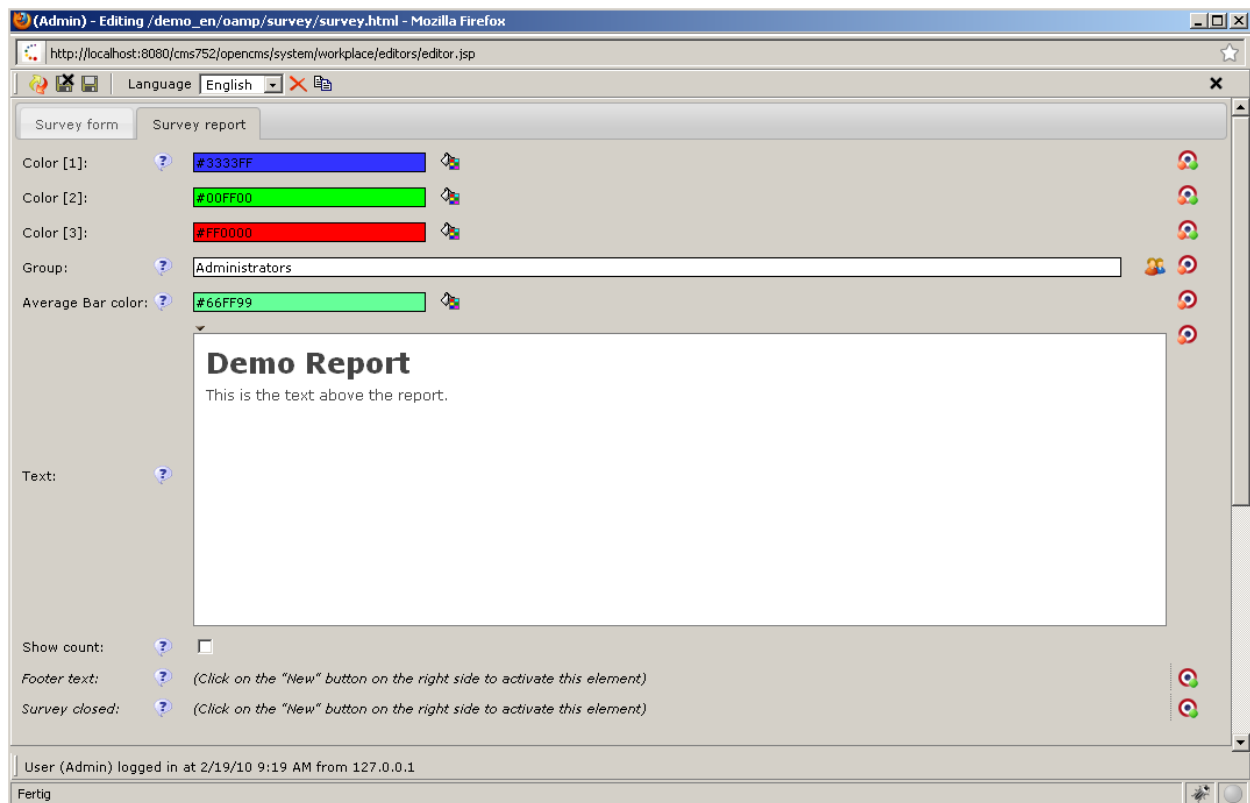 (Admin) - Editing /demo_en/oamp/survey/survey.html - Mozilla Firefox
http://localhost:8080/cms752/opencms/system/workplace/editors/editor.jsp
Language English
Survey form Survey report
Color [1]: #3333FF
Color [2]: #00FF00
Color [3]: #FF0000
Group: Administrators
Average Bar color: #66FF99
Demo Report
This is the text above the report.
Text:
Show count:
Footer text: (Click on the "New" button on the right side to activate this element)
Survey closed: (Click on the "New" button on the right side to activate this element)
User (Admin) logged in at 2/19/10 9:19 AM from 127.0.0.1
Fertig